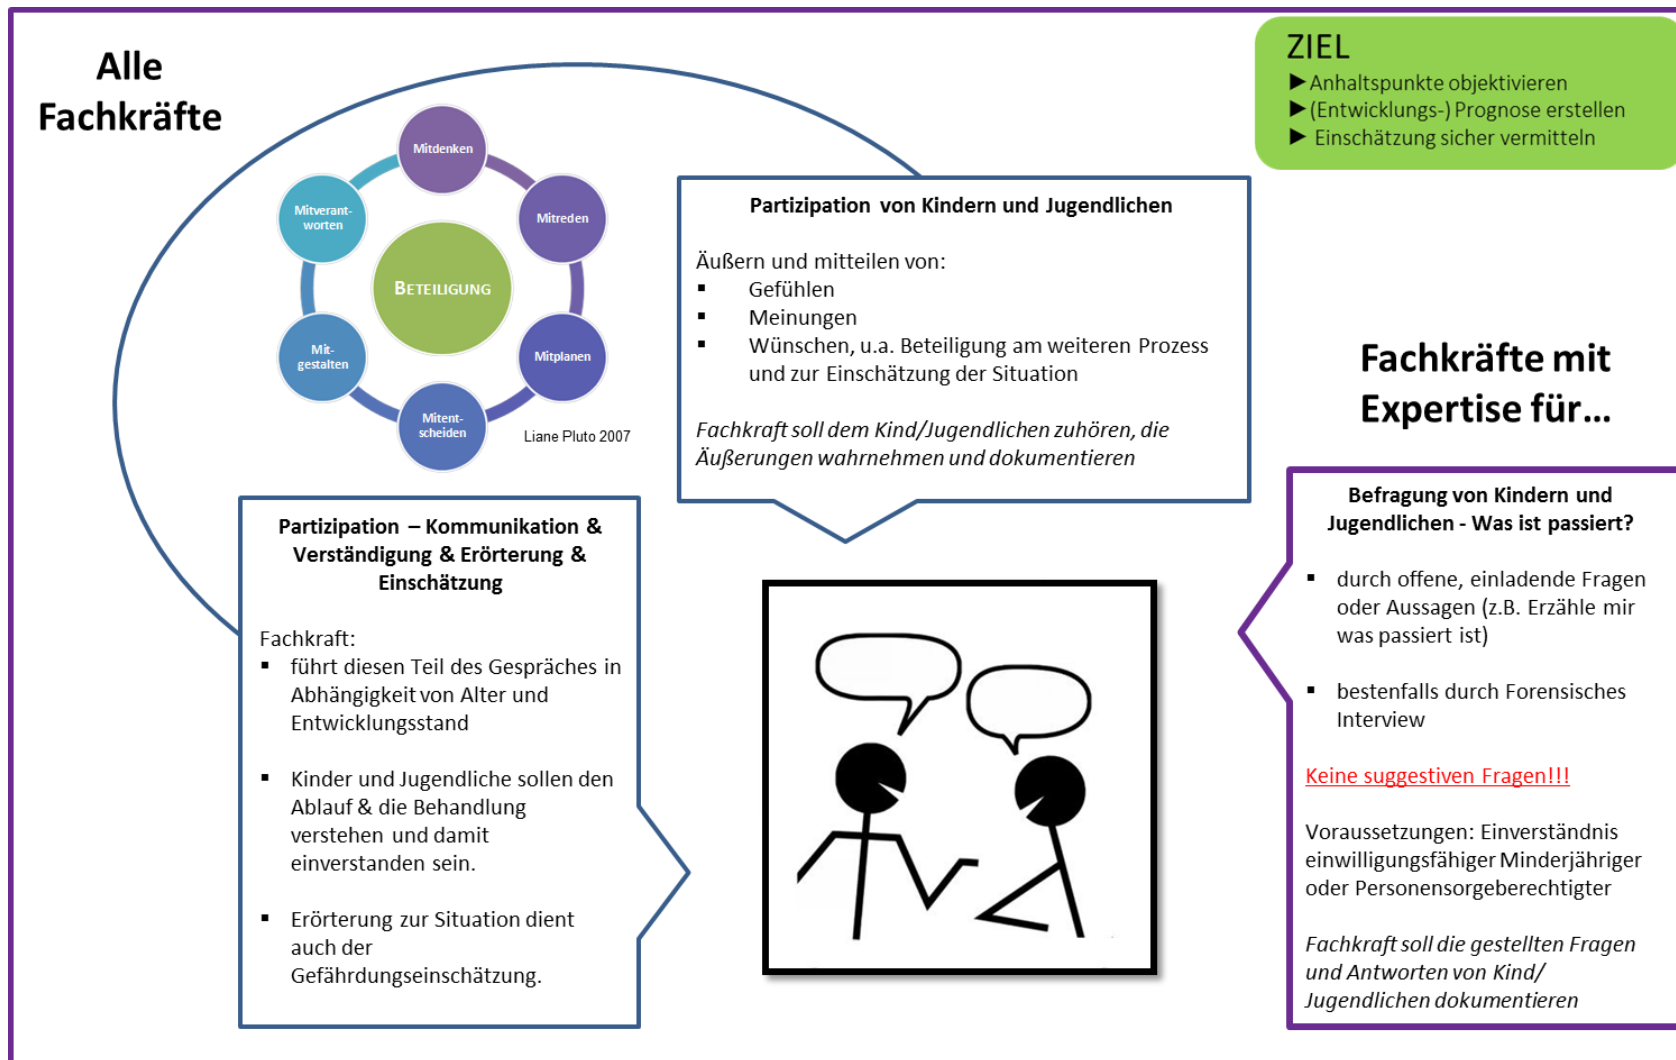 Alle
Fachkräfte
ZIEL
►Anhaltspunkte objektivieren
►(Entwicklungs-) Prognose erstellen
► Einschätzung sicher vermitteln
Mitdenken
Mitreden
Mitplanen
Mitent-
scheiden
Mit-
gestalten
Mitverant-
worten
BETEILIGUNG
Liane Pluto 2007
Partizipation von Kindern und Jugendlichen
Äußern und mitteilen von:
▪ Gefühlen
▪ Meinungen
▪ Wünschen, u.a. Beteiligung am weiteren Prozess
und zur Einschätzung der Situation
Fachkraft soll dem Kind/Jugendlichen zuhören, die
Äußerungen wahrnehmen und dokumentieren
Partizipation – Kommunikation &
Verständigung & Erörterung &
Einschätzung
Fachkraft:
▪ führt diesen Teil des Gespräches in
Abhängigkeit von Alter und
Entwicklungsstand
▪ Kinder und Jugendliche sollen den
Ablauf & die Behandlung
verstehen und damit
einverstanden sein.
▪ Erörterung zur Situation dient
auch der
Gefährdungseinschätzung.
Fachkräfte mit
Expertise für...
Befragung von Kindern und
Jugendlichen - Was ist passiert?
▪ durch offene, einladende Fragen
oder Aussagen (z.B. Erzähle mir
was passiert ist)
▪ bestenfalls durch Forensisches
Interview
Keine suggestiven Fragen!!!
Voraussetzungen: Einverständnis
einwilligungsfähiger Minderjähriger
oder Personensorgeberechtigter
Fachkraft soll die gestellten Fragen
und Antworten von Kind/
Jugendlichen dokumentieren